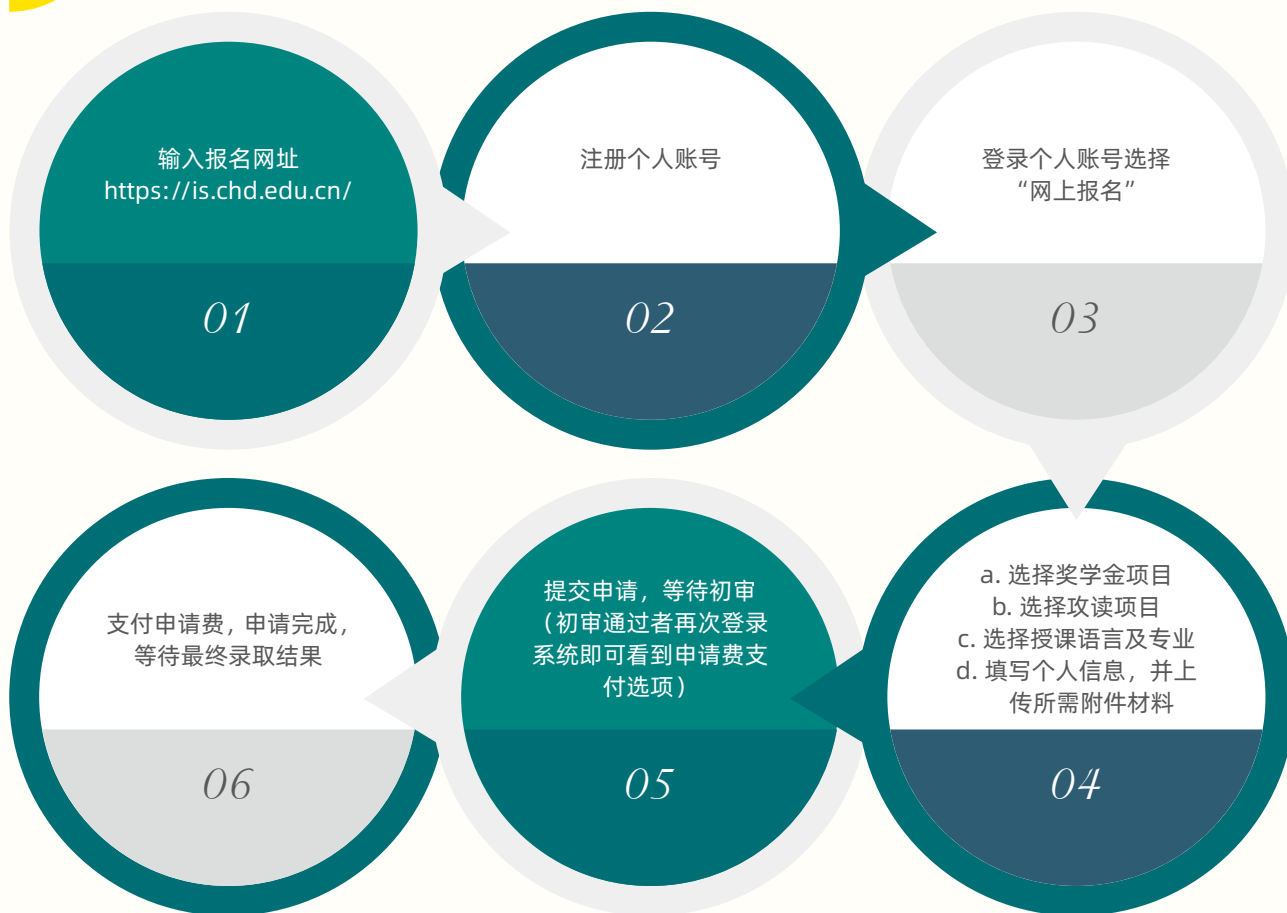 输入报名网址
https://is.chd.edu.cn/
01
注册个人账号
02
登录个人账号选择
“网上报名”
03
a. 选择奖学金项目
b. 选择攻读项目
c. 选择授课语言及专业
d. 填写个人信息，并上
传所需附件材料
04
提交申请，等待初审
（初审通过者再次登录
系统即可看到申请费支
付选项）
05
支付申请费，申请完成，
等待最终录取结果
06